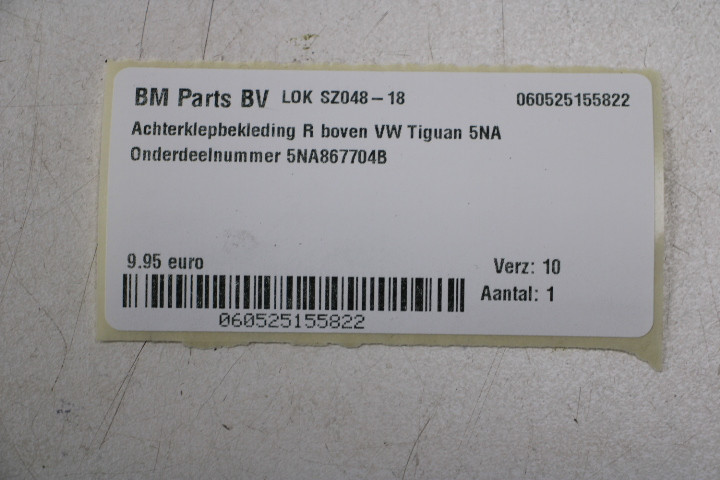 BM Parts BV LOK SZ048-18 060525155822
Achterklepbekleding R boven VW Tiguan 5NA
Onderdeelnummer 5NA867704B
9.95 euro Verz: 10
Aantal: 1
060525155822